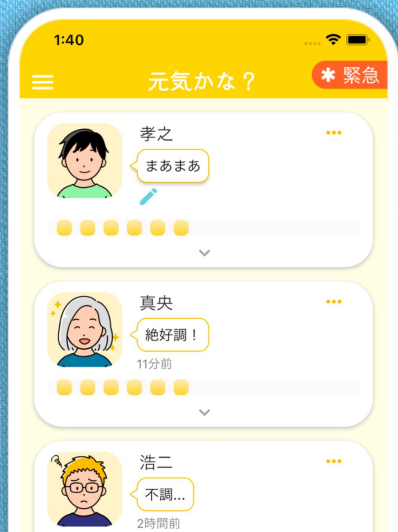 1:40
元気かな？
緊急
孝之
まあまあ
真央
絶好調！
11分前
浩二
不調...
2時間前